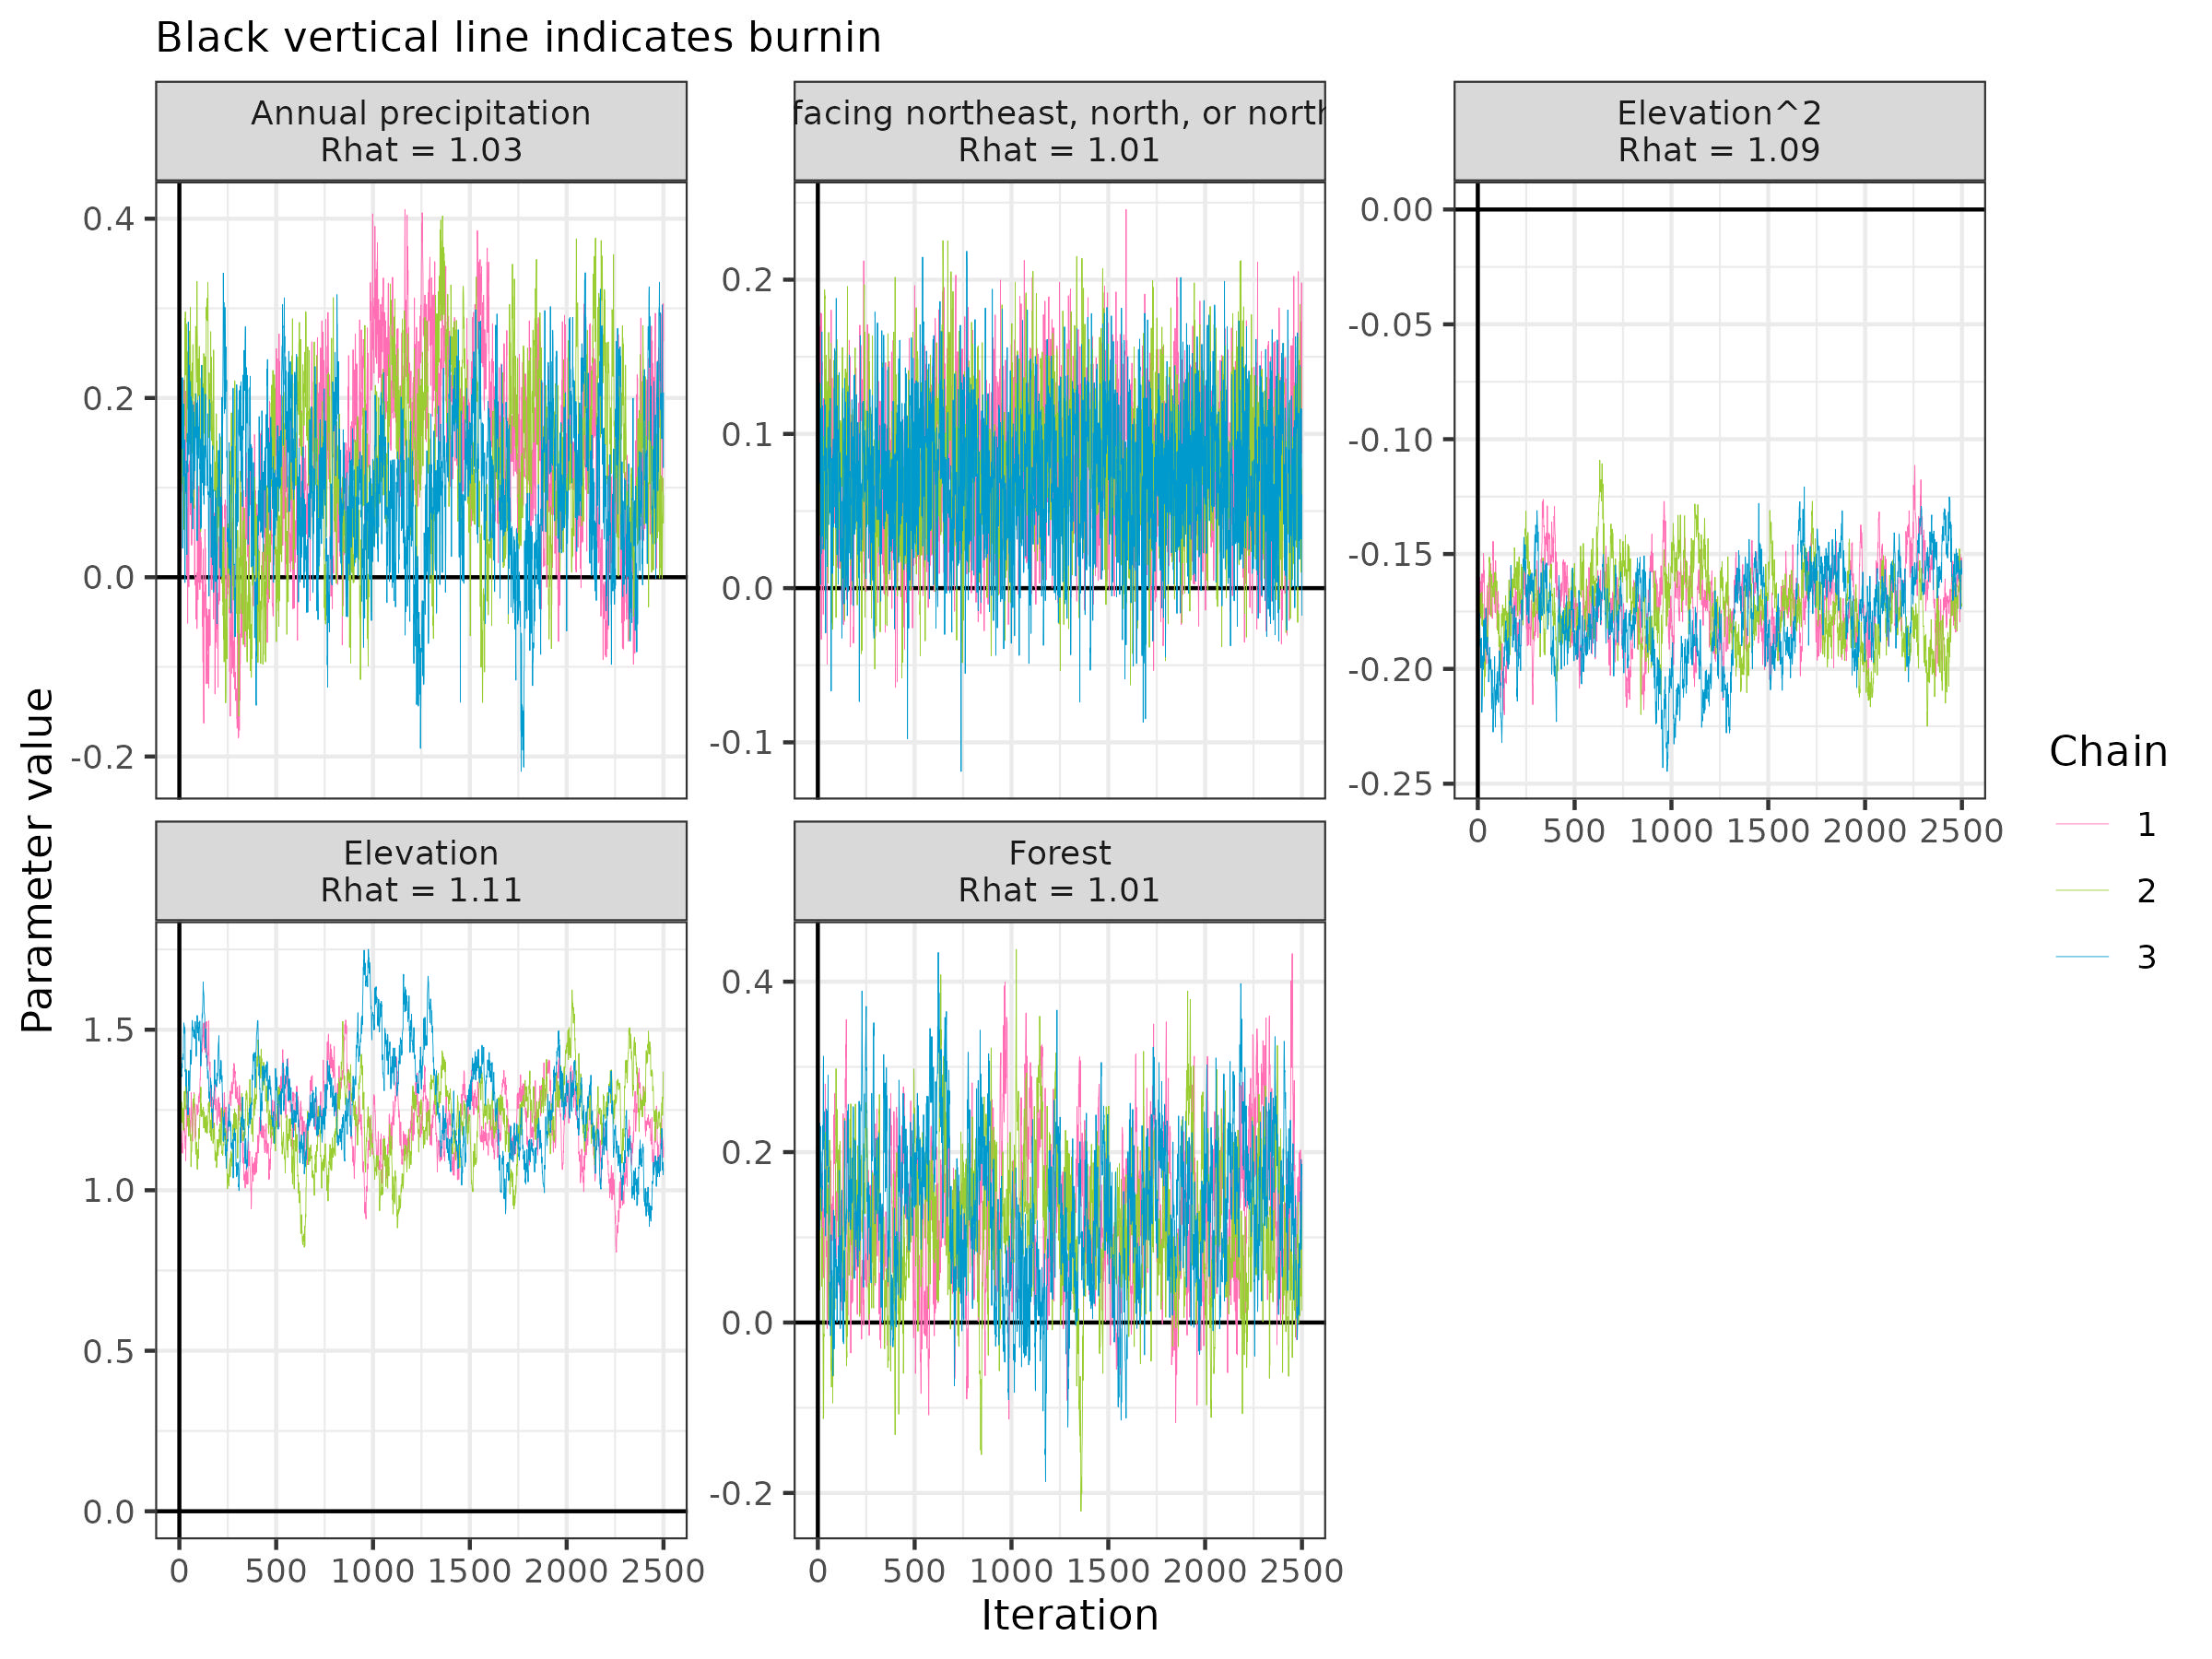 Black vertical line indicates burnin
Annual precipitation
Rhat = 1.03
facing northeast, north, or north
Rhat = 1.01
Elevation^2
Rhat = 1.09
0.4
0.2
0.0
-0.2
0.2
0.1
0.0
-0.1
0.00
-0.05
-0.10
-0.15
-0.20
-0.25
0 500 1000 1500 2000 2500
Elevation
Rhat = 1.11
Forest
Rhat = 1.01
1.5
1.0
0.5
0.0
0.4
0.2
0.0
-0.2
0 500 1000 1500 2000 2500
0 500 1000 1500 2000 2500
Parameter value
Iteration
Chain
1
2
3